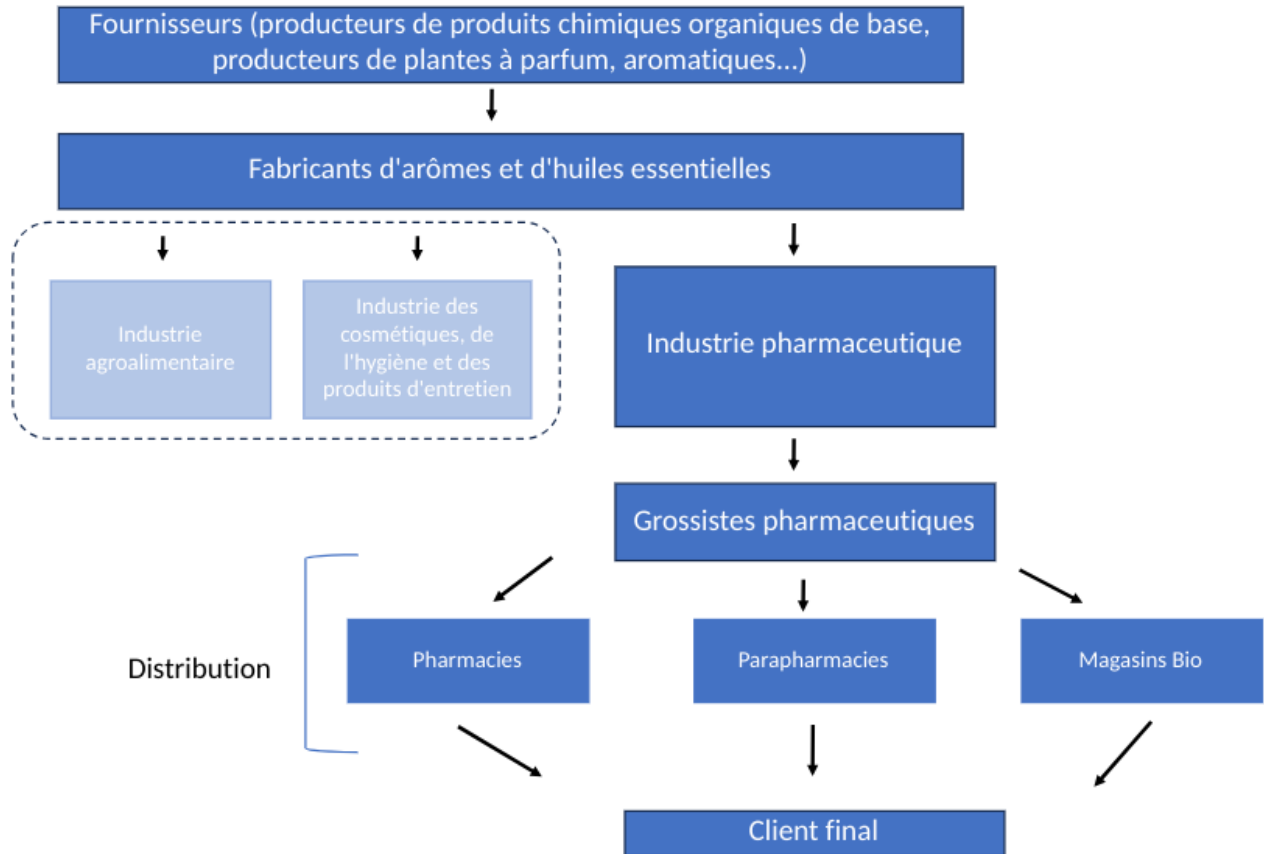 Fournisseurs (producteurs de produits chimiques organiques de base,
producteurs de plantes à parfum, aromatiques...)
Fabricants d'arômes et d'huiles essentielles
Industrie
agroalimentaire
Industrie des
cosmétiques, de
l'hygiène et des
produits d'entretien
Industrie pharmaceutique
Grossistes pharmaceutiques
Distribution
Pharmacies
Parapharmacies
Magasins Bio
Client final